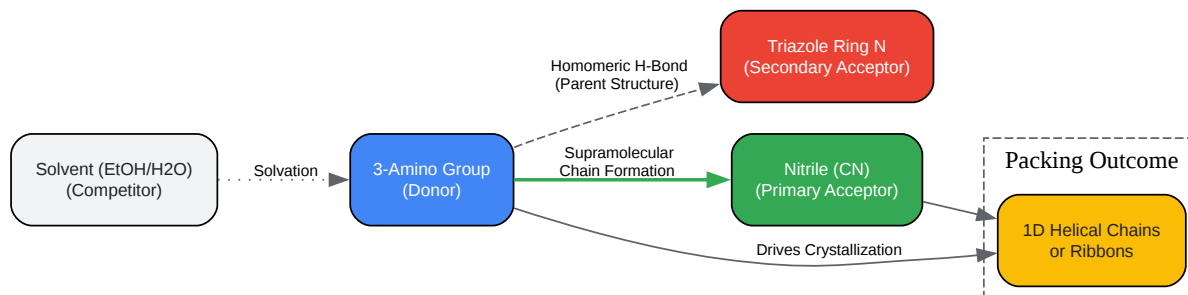 Triazole Ring N
(Secondary Acceptor)
Homomeric H-Bond
(Parent Structure)
Solvent (EtOH/H2O)
(Competitor)
Solvation
3-Amino Group
(Donor)
Supramolecular
Chain Formation
Nitrile (CN)
(Primary Acceptor)
Packing Outcome
1D Helical Chains
or Ribbons
Drives Crystallization